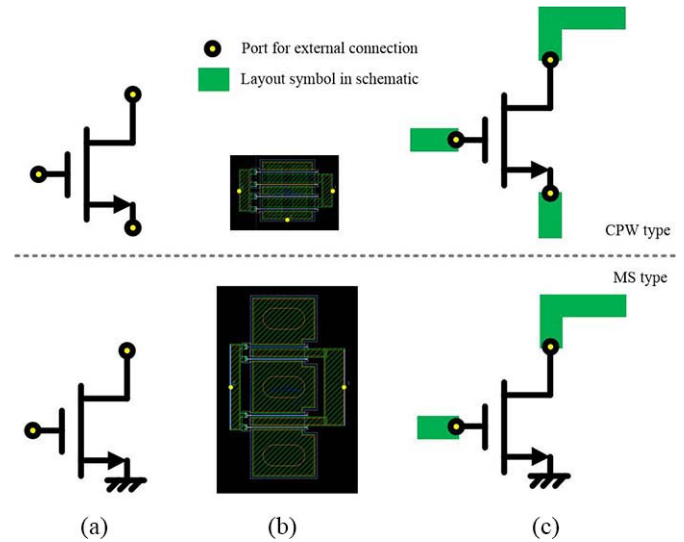 Port for external connection
Layout symbol in schematic
CPW type
MS type
(a)
(b)
(c)